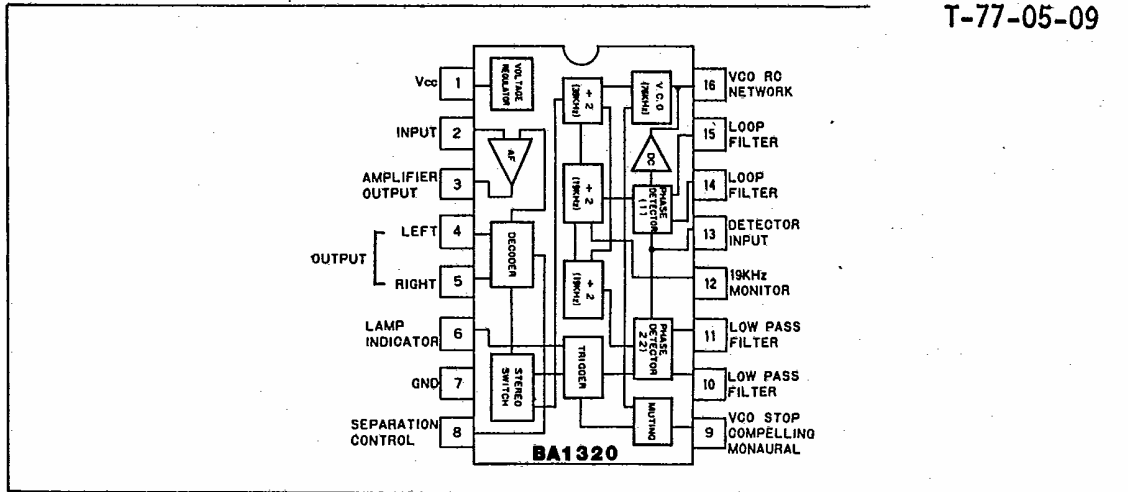 T-77-05-09
Vcc 1
INPUT 2
AMPLIFIER
OUTPUT 3
OUTPUT
LEFT 4
RIGHT 5
LAMP
INDICATOR 6
GND 7
SEPARATION
CONTROL 8
VOLTAGE
REGULATOR
AF
DECODER
STEREO
SWITCH
÷ 2
(38KHz)
÷ 2
(19KHz)
÷ 2
(19KHz)
TRIGGER
V.C.O
(76KHz)
DC
PHASE
DETECTOR
(1)
PHASE
DETECTOR
22)
MUTING
16 VCO RC
NETWORK
15 LOOP
FILTER
14 LOOP
FILTER
13 DETECTOR
INPUT
12 19KHz
MONITOR
11 LOW PASS
FILTER
10 LOW PASS
FILTER
9 VCO STOP
COMPELLING
MONAURAL
BA1320